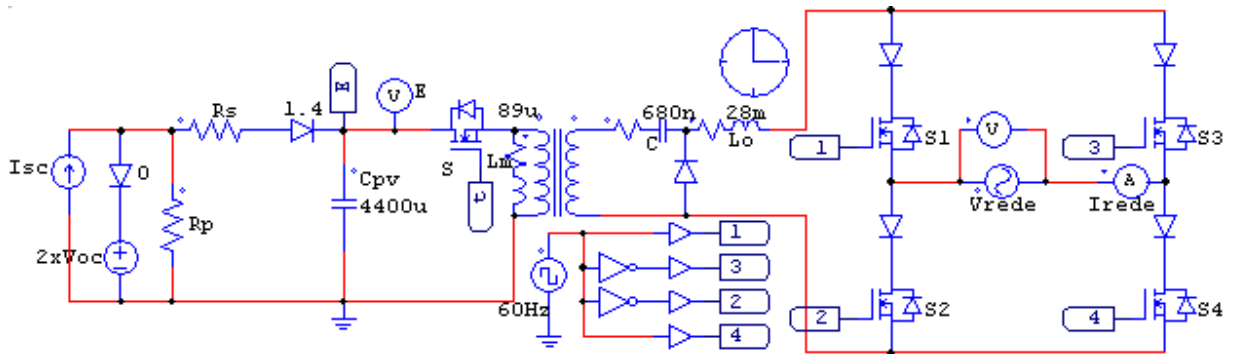 Isc
0
2xVoc
Rs
Rp
1.4
E
V
E
Cpv
4400u
S
89u
Lm
680n
C
28m
Lo
60Hz
1
3
2
4
1
S1
2
S2
V
Vrede
A
Irede
3
S3
4
S4